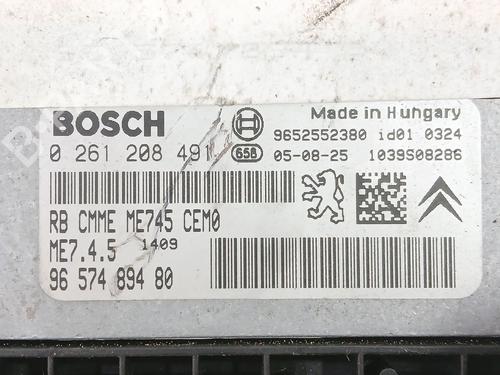 BOSCH
Made in Hungary
9652552380 id01 0324
0 261 208 491
658
05-08-25 1039S08286
RB CMME ME745 CEM0
ME7.4.5 1409
96 574 894 80